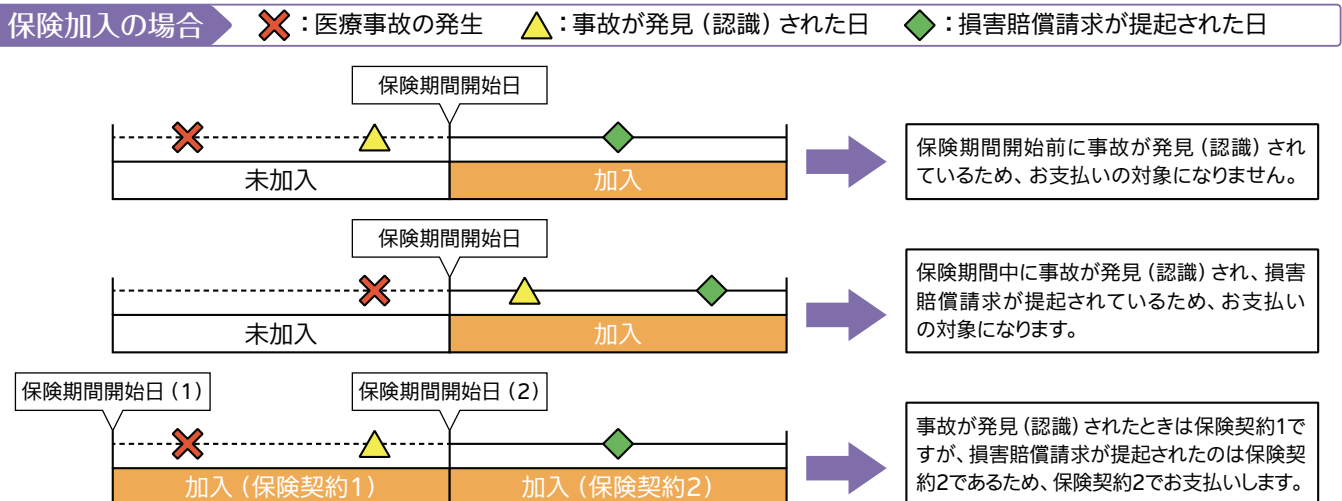 保険加入の場合
:医療事故の発生
:事故が発見(認識)された日
:損害賠償請求が提起された日
保険期間開始日
未加入
加入
保険期間開始前に事故が発見(認識)され
ているため、お支払いの対象になりません。
保険期間開始日
未加入
加入
保険期間中に事故が発見(認識)され、損害
賠償請求が提起されているため、お支払い
の対象になります。
保険期間開始日(1)
保険期間開始日(2)
加入(保険契約1)
加入(保険契約2)
事故が発見(認識)されたときは保険契約1で
すが、損害賠償請求が提起されたのは保険契
約2であるため、保険契約2でお支払いします。